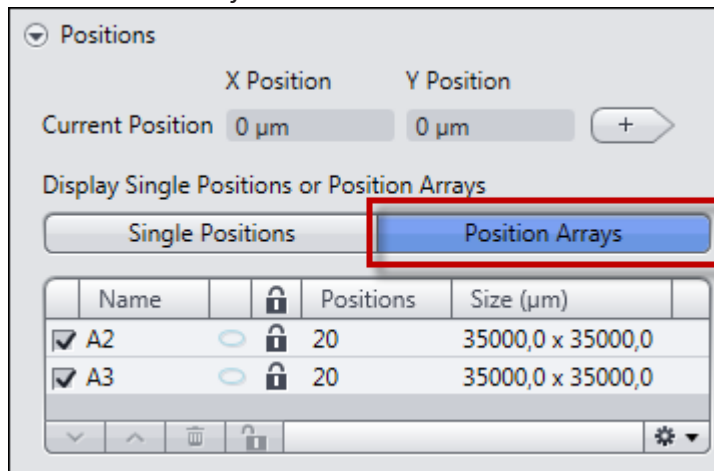 Positions
X Position Y Position
Current Position 0 µm 0 µm +
Display Single Positions or Position Arrays
Single Positions Position Arrays
Name Positions Size (µm)
A2 20 35000,0 x 35000,0
A3 20 35000,0 x 35000,0